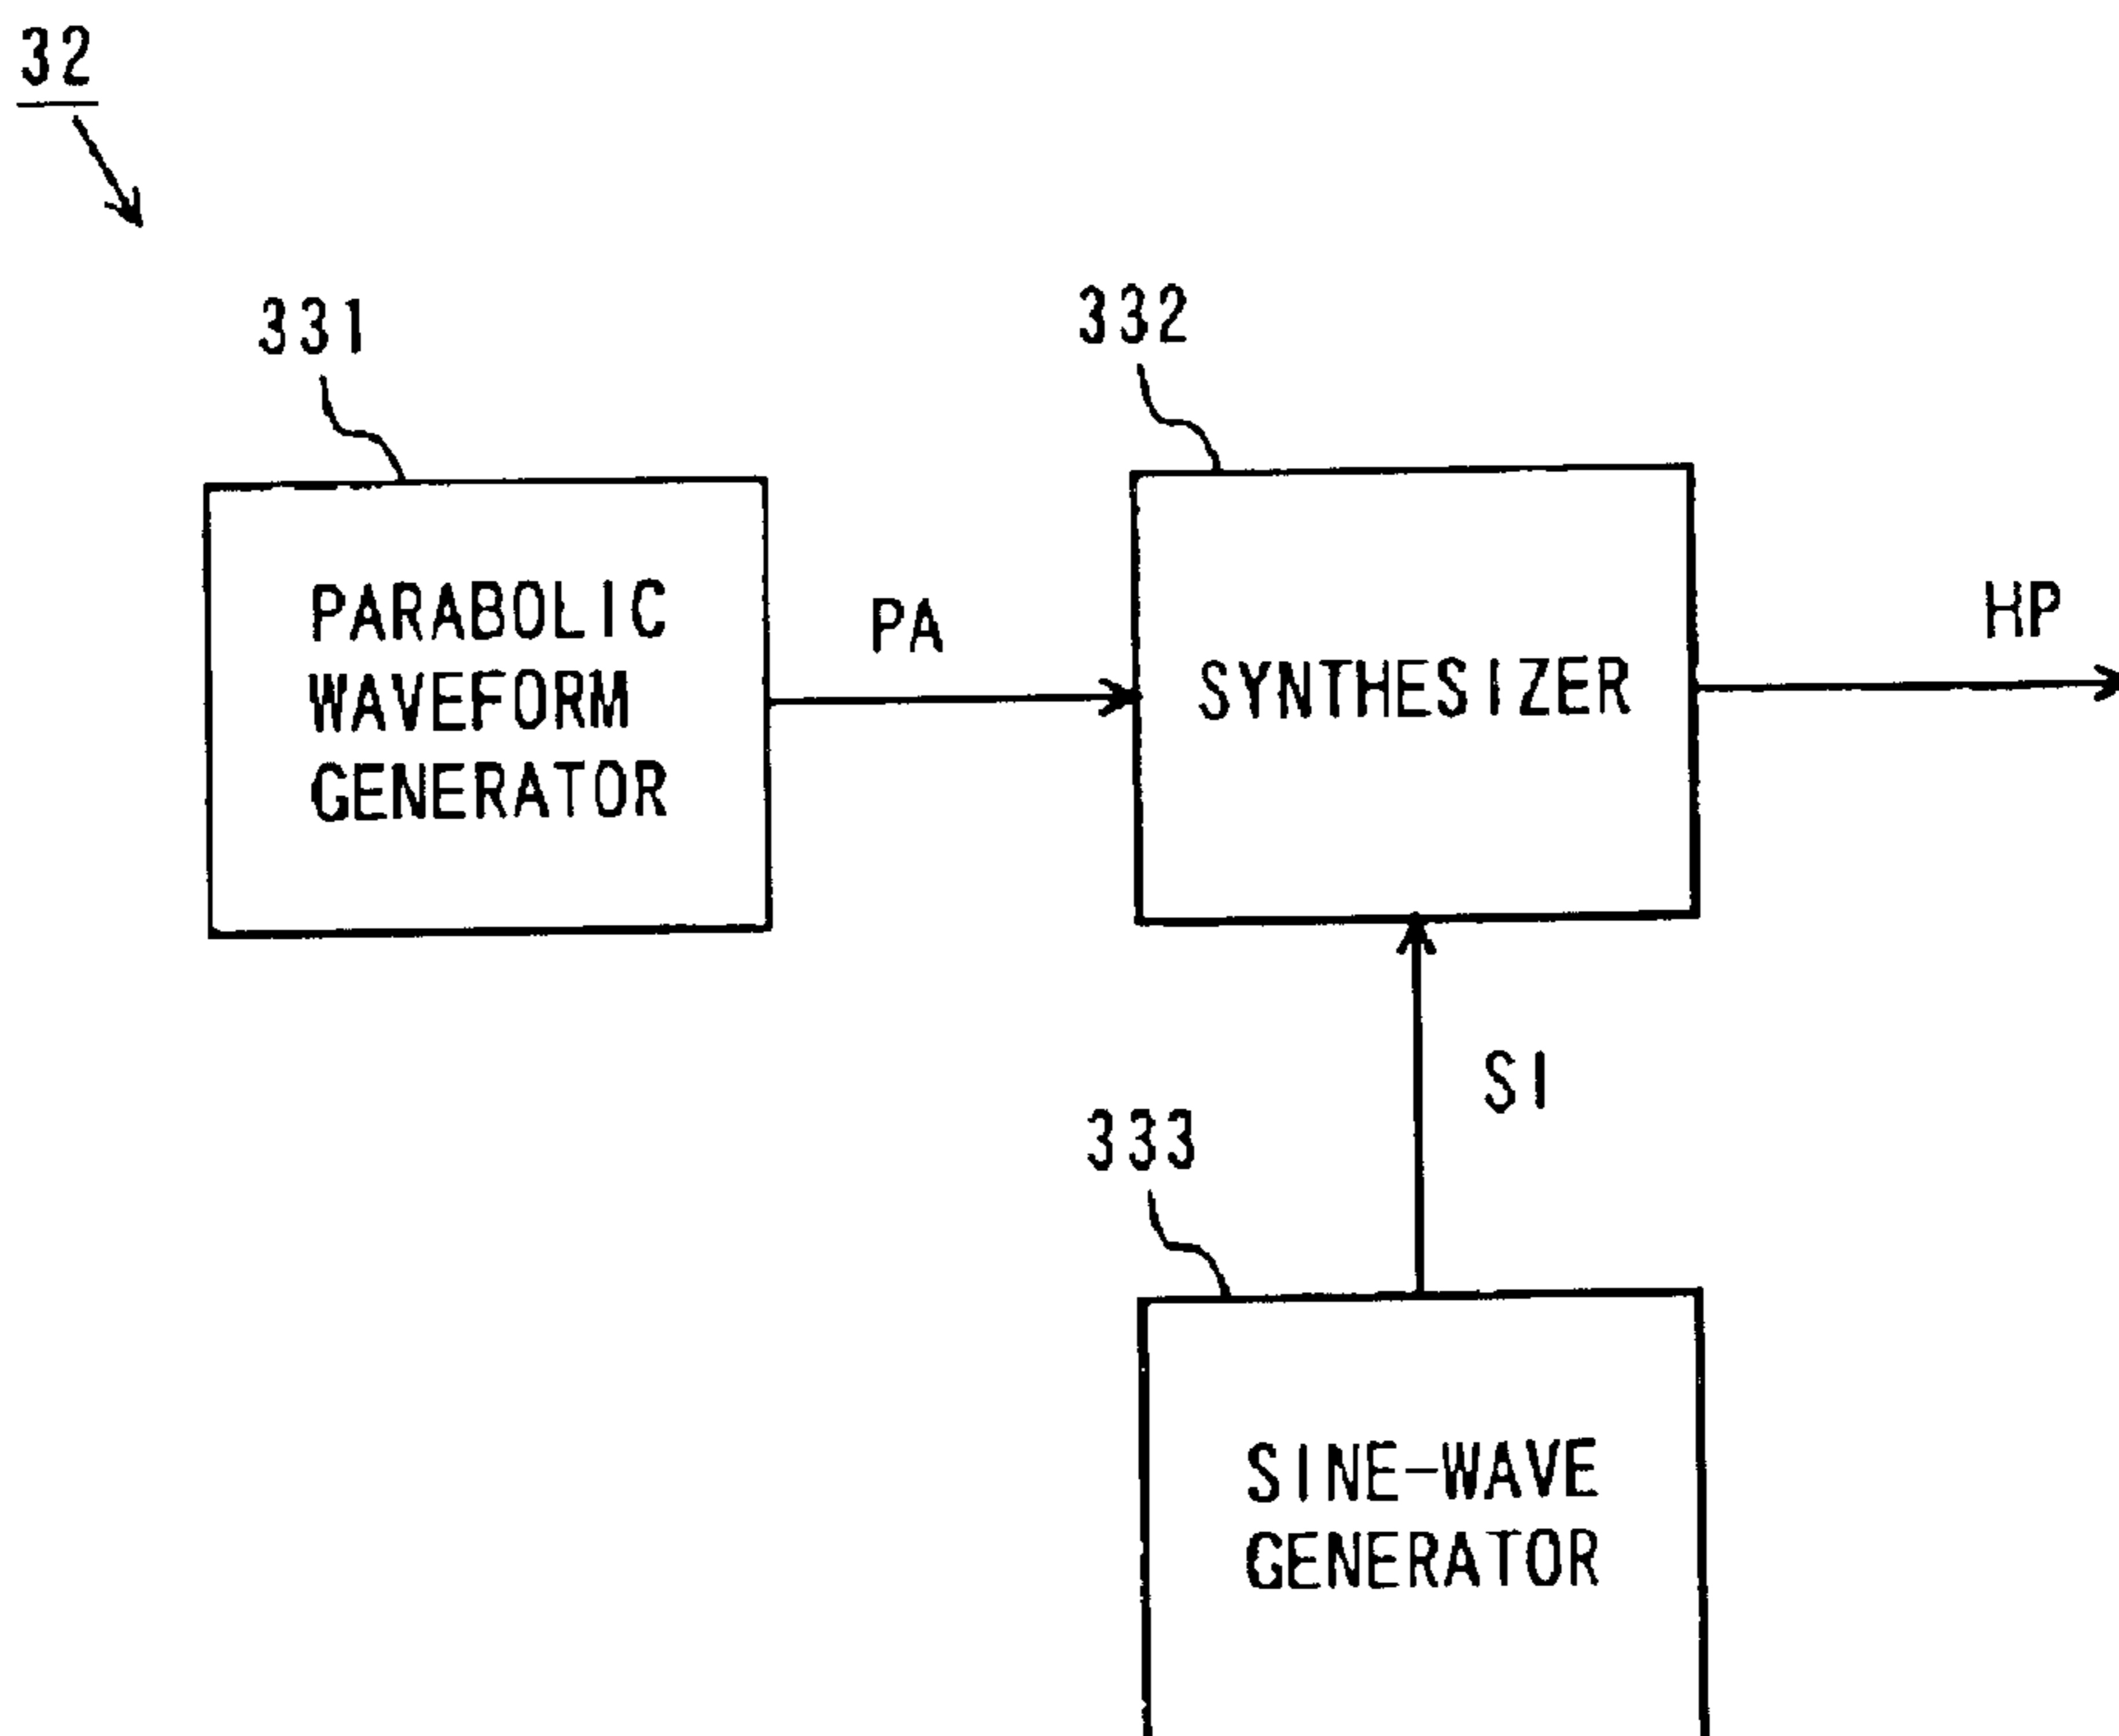 32
331
332
PARABOLIC
WAVEFORM
GENERATOR
PA
SYNTHESIZER
HP
SI
333
SINE-WAVE
GENERATOR